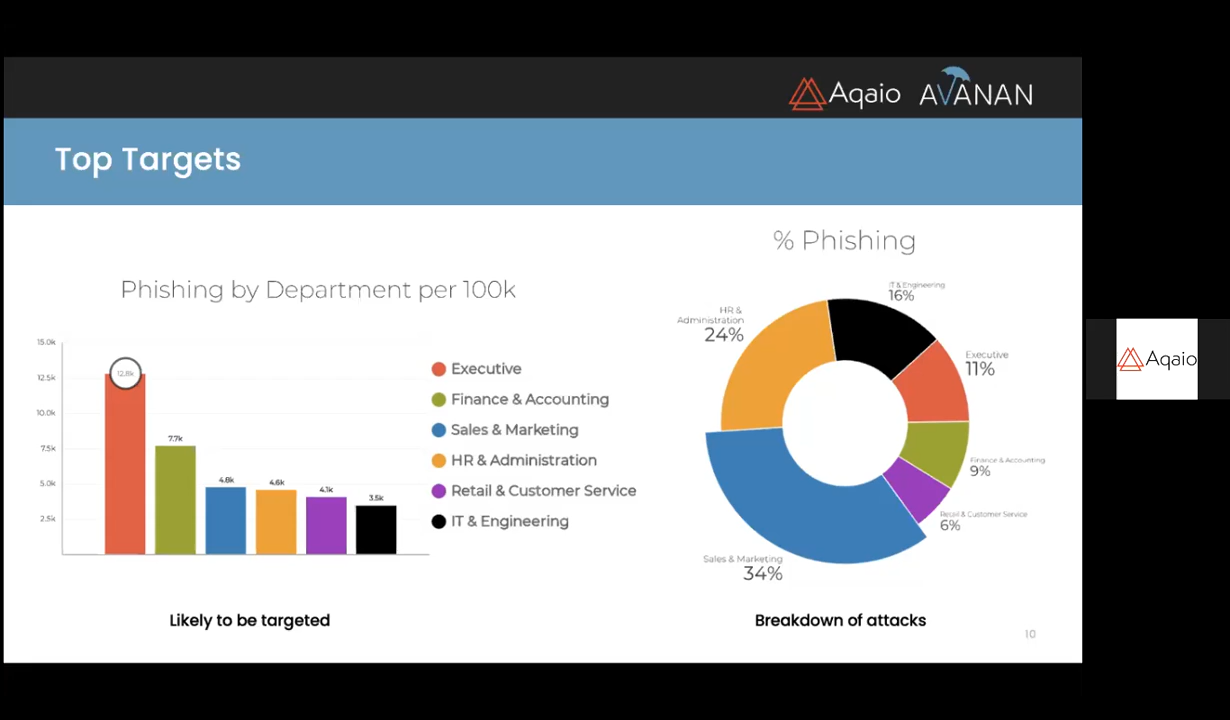 Aqaio AVANAN
Top Targets
Phishing by Department per 100k
15.0k
12.5k
10.0k
7.5k
5.0k
2.5k
12.8k
7.7k
4.8k
4.6k
4.1k
3.5k
Executive
Finance & Accounting
Sales & Marketing
HR & Administration
Retail & Customer Service
IT & Engineering
Likely to be targeted
% Phishing
IT & Engineering
16%
HR &
Administration
24%
Executive
11%
Finance & Accounting
9%
Retail & Customer Service
6%
Sales & Marketing
34%
Breakdown of attacks
10
Aqaio